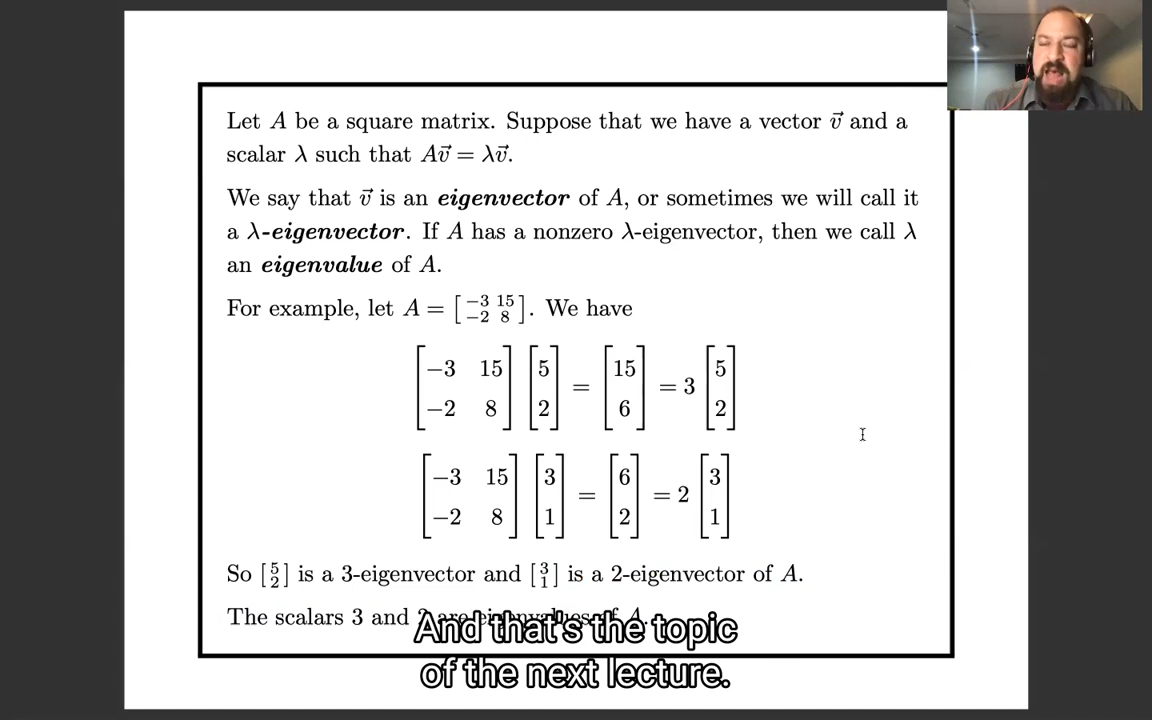 Let A be a square matrix. Suppose that we have a vector v⃗ and a
scalar λ such that Av⃗ = λv⃗.
We say that v⃗ is an eigenvector of A, or sometimes we will call it
a λ-eigenvector. If A has a nonzero λ-eigenvector, then we call λ
an eigenvalue of A.
For example, let A = [−3 15 −2 8]. We have
[−3 15 −2 8] [5 2] = [15 6] = 3 [5 2]
[−3 15 −2 8] [3 1] = [6 2] = 2 [3 1]
So [5 2] is a 3-eigenvector and [3 1] is a 2-eigenvector of A.
The scalars 3 and 2 are eigenvalues of A.
And that's the topic
of the next lecture.